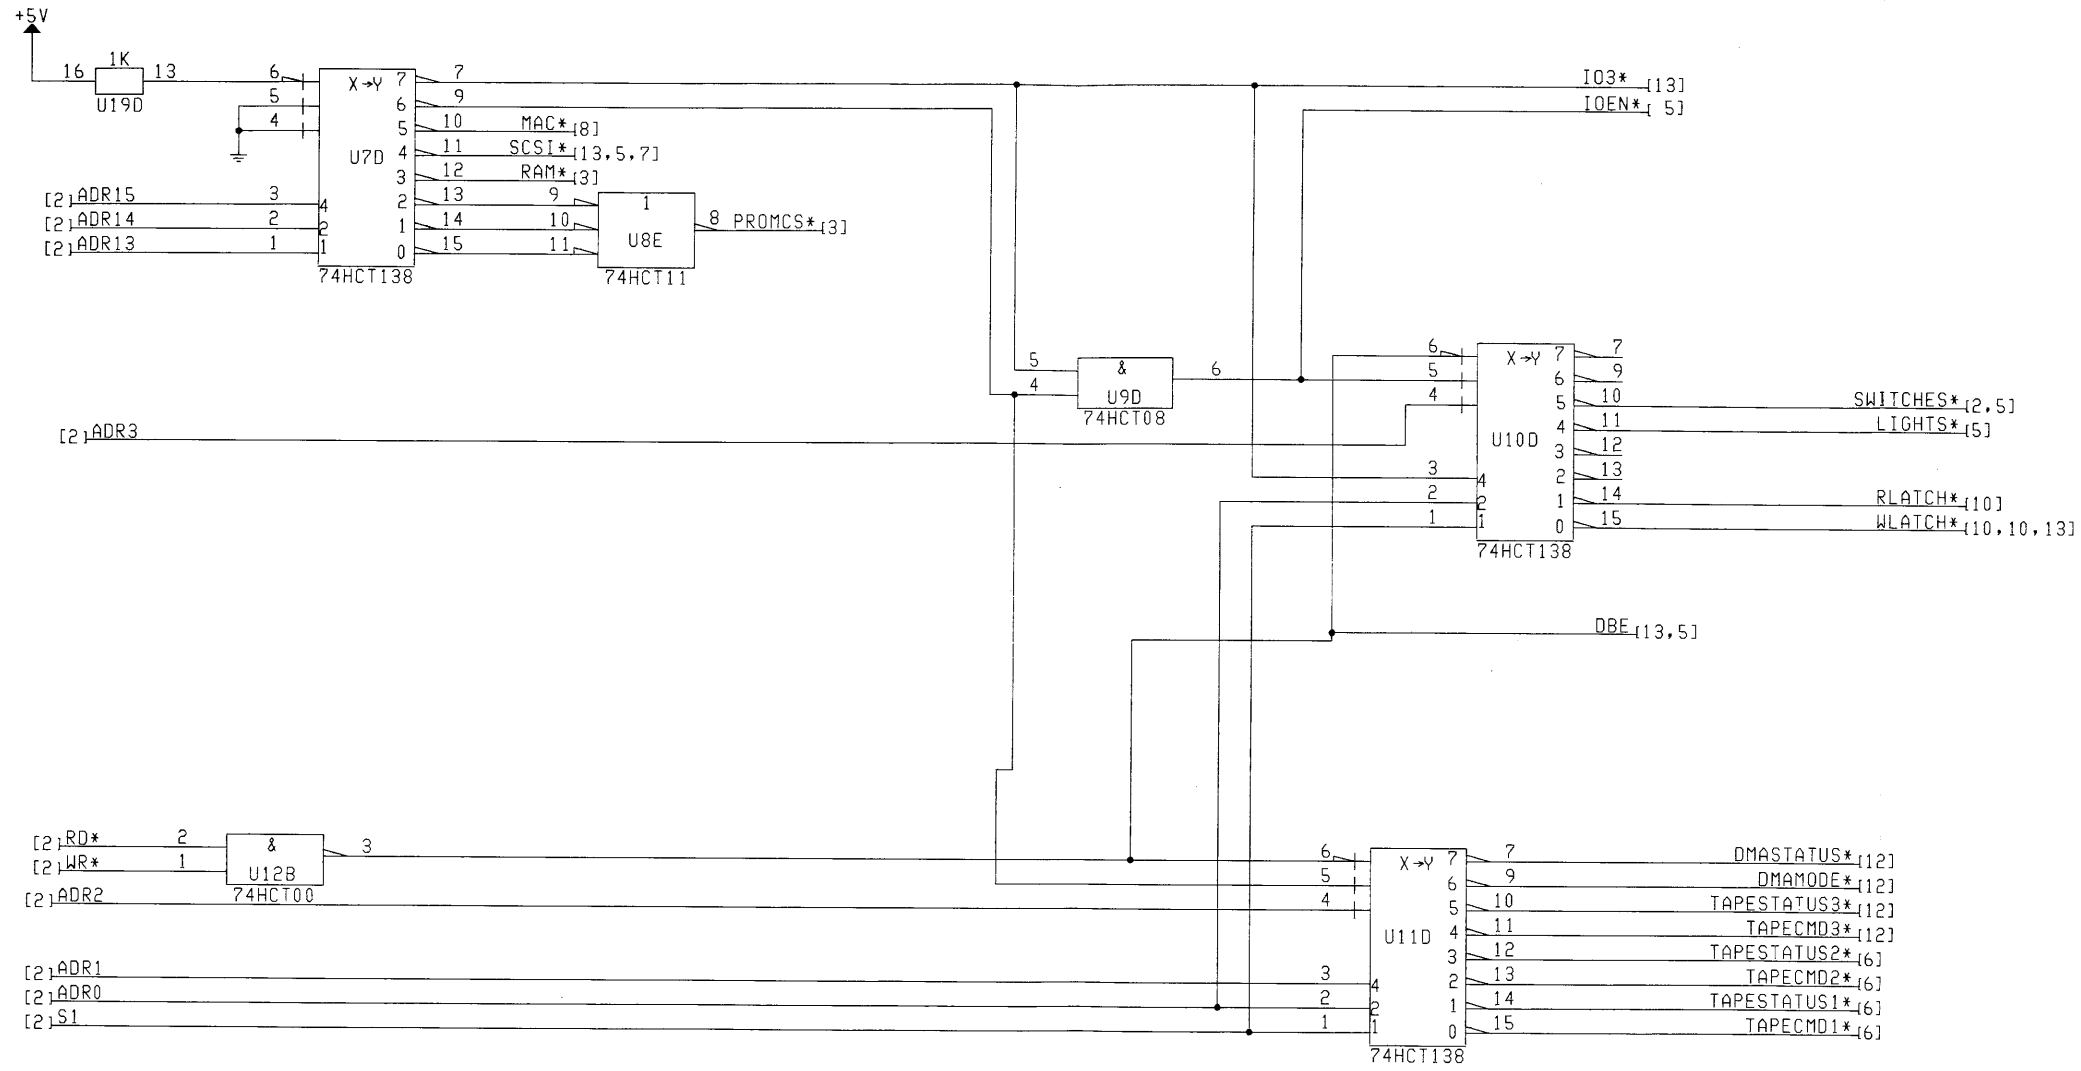 +5V
16 1K 13
U19D
6 X→Y 7 7
5 6 9
4 5 10 MAC*[8]
U7D 4 11 SCSI*[13,5,7]
3 12 RAM*[3]
[2]ADR15 3 4 2 13 9 1
[2]ADR14 2 2 1 14 10 U8E 8 PROMCS*[3]
[2]ADR13 1 1 0 15 11
74HCT138 74HCT11
IO3*[13]
IOEN*[ 5]
5 & 6
4 U9D
74HCT08
[2]ADR3
6 X→Y 7 7
5 6 9
4 5 10 SWITCHES*[2,5]
U10D 4 11 LIGHTS*[5]
3 12
3 4 2 13
2 2 1 14 RLATCH*[10]
1 1 0 15 WLATCH*[10,10,13]
74HCT138
DBE[13,5]
[2]RD* 2 & 3
[2]WR* 1 U12B
74HCT00
[2]ADR2
[2]ADR1
[2]ADR0
[2]S1
6 X→Y 7 7 DMASTATUS*[12]
5 6 9 DMAMODE*[12]
4 5 10 TAPESTATUS3*[12]
U11D 4 11 TAPECMD3*[12]
3 12 TAPESTATUS2*[6]
3 4 2 13 TAPECMD2*[6]
2 2 1 14 TAPESTATUS1*[6]
1 1 0 15 TAPECMD1*[6]
74HCT138